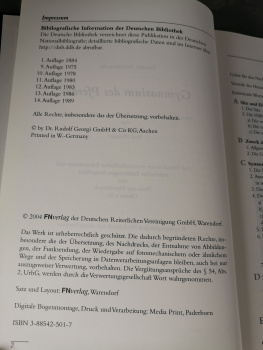 Impressum
Bibliografische Information der Deutschen Bibliothek
Die Deutsche Bibliothek verzeichnet diese Publikation in der Deutschen
Nationalbibliografie; detaillierte bibliografische Daten sind im Internet über
http://dnb.ddb.de abrufbar.
1. Auflage 1884
9. Auflage 1975
10. Auflage 1978
11. Auflage 1980
12. Auflage 1983
13. Auflage 1986
14. Auflage 1989
Alle Rechte, insbesondere das der Übersetzung, vorbehalten.
© by Dr. Rudolf Georgi GmbH & Co KG, Aachen
Printed in W.-Germany
© 2004 FNverlag der Deutschen Reiterlichen Vereinigung GmbH, Warendorf.
Das Werk ist urheberrechtlich geschützt. Die dadurch begründeten Rechte, ins-
besondere die der Übersetzung, des Nachdrucks, der Entnahme von Abbildun-
gen, der Funksendung, der Wiedergabe auf fotomechanischem oder ähnlichem
Wege und der Speicherung in Datenverarbeitungsanlagen bleiben, auch bei nur
auszugsweiser Verwertung, vorbehalten. Die Vergütungsansprüche des § 54, Abs.
2, UrhG, werden durch die Verwertungsgesellschaft Wort wahrgenommen.
Satz und Layout: FNverlag, Warendorf
Digitale Bogenmontage, Druck und Verarbeitung: Media Print, Paderborn
ISBN 3-88542-501-7